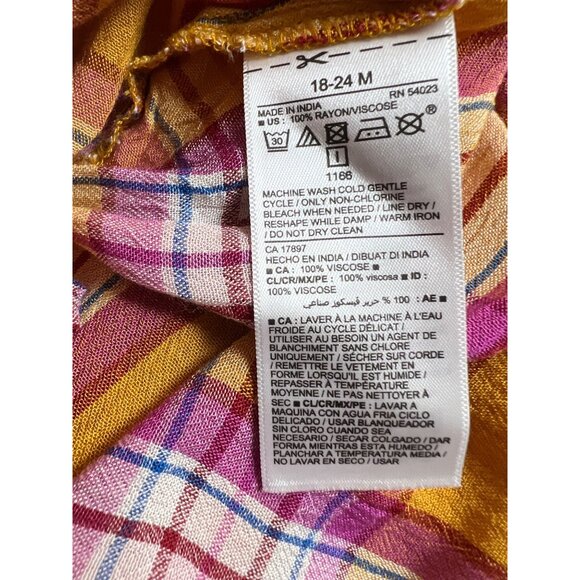 18-24 M
MADE IN INDIA RN 54023
■ US : 100% RAYON/VISCOSE
30 ®
I
1166
MACHINE WASH COLD GENTLE
CYCLE / ONLY NON-CHLORINE
BLEACH WHEN NEEDED / LINE DRY /
RESHAPE WHILE DAMP / WARM IRON
/ DO NOT DRY CLEAN
CA 17897
HECHO EN INDIA / DIBUAT DI INDIA
■ CA : 100% VISCOSE ■
CL/CR/MX/PE : 100% viscosa ■ ID :
100% VISCOSE
■ AE : 100 % حرير ڤيسكوز صناعي
■ CA : LAVER À LA MACHINE À L'EAU
FROIDE AU CYCLE DÉLICAT /
UTILISER AU BESOIN UN AGENT DE
BLANCHIMENT SANS CHLORE
UNIQUEMENT / SÉCHER SUR CORDE
/ REMETTRE LE VETEMENT EN
FORME LORSQU'IL EST HUMIDE /
REPASSER À TEMPÉRATURE
MOYENNE / NE PAS NETTOYER À
SEC ■ CL/CR/MX/PE : LAVAR A
MAQUINA CON AGUA FRIA CICLO
DELICADO / USAR BLANQUEADOR
SIN CLORO CUANDO SEA
NECESARIO / SECAR COLGADO / DAR
FORMA MIENTRAS ESTA HUMEDO /
PLANCHAR A TEMPERATURA MEDIA /
NO LAVAR EN SECO / USAR